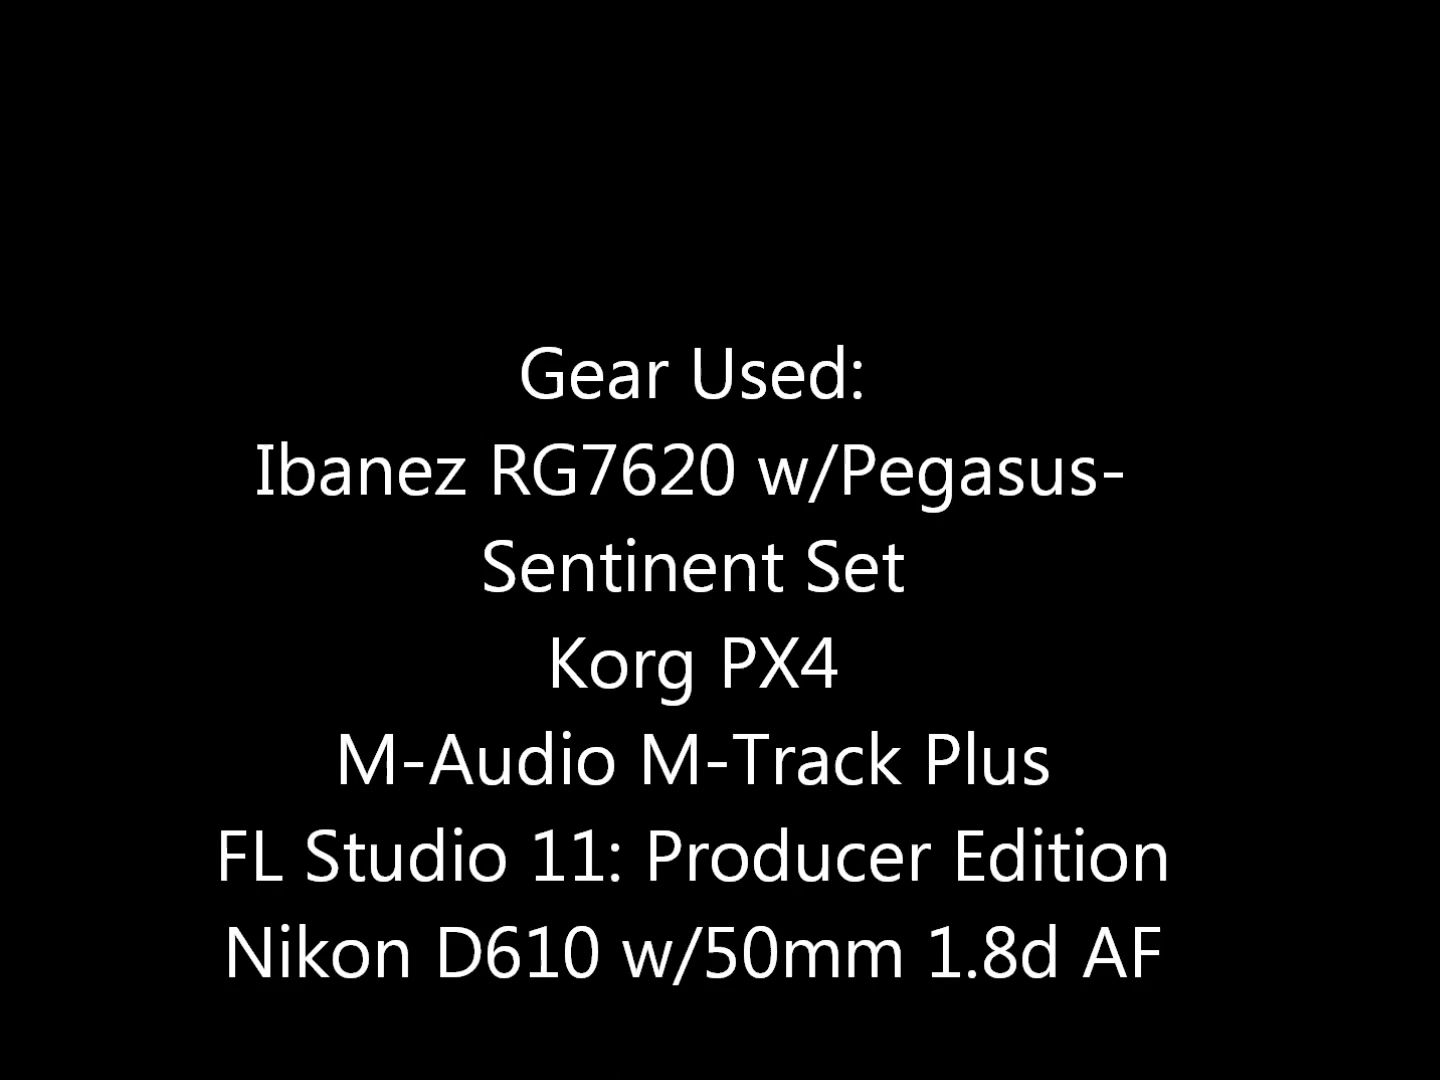 Gear Used:
Ibanez RG7620 w/Pegasus-
Sentinent Set
Korg PX4
M-Audio M-Track Plus
FL Studio 11: Producer Edition
Nikon D610 w/50mm 1.8d AF